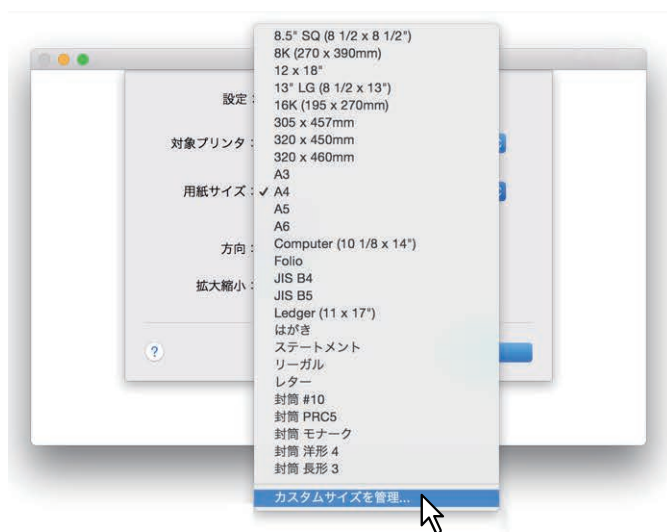 8.5" SQ (8 1/2 x 8 1/2")
8K (270 x 390mm)
12 x 18"
13" LG (8 1/2 x 13")
16K (195 x 270mm)
305 x 457mm
320 x 450mm
320 x 460mm
A3
✓ A4
A5
A6
Computer (10 1/8 x 14")
Folio
JIS B4
JIS B5
Ledger (11 x 17")
はがき
ステートメント
リーガル
レター
封筒 #10
封筒 PRC5
封筒 モナーク
封筒 洋形 4
封筒 長形 3
カスタムサイズを管理...
設定：
対象プリンタ：
用紙サイズ：
方向：
拡大縮小：
?